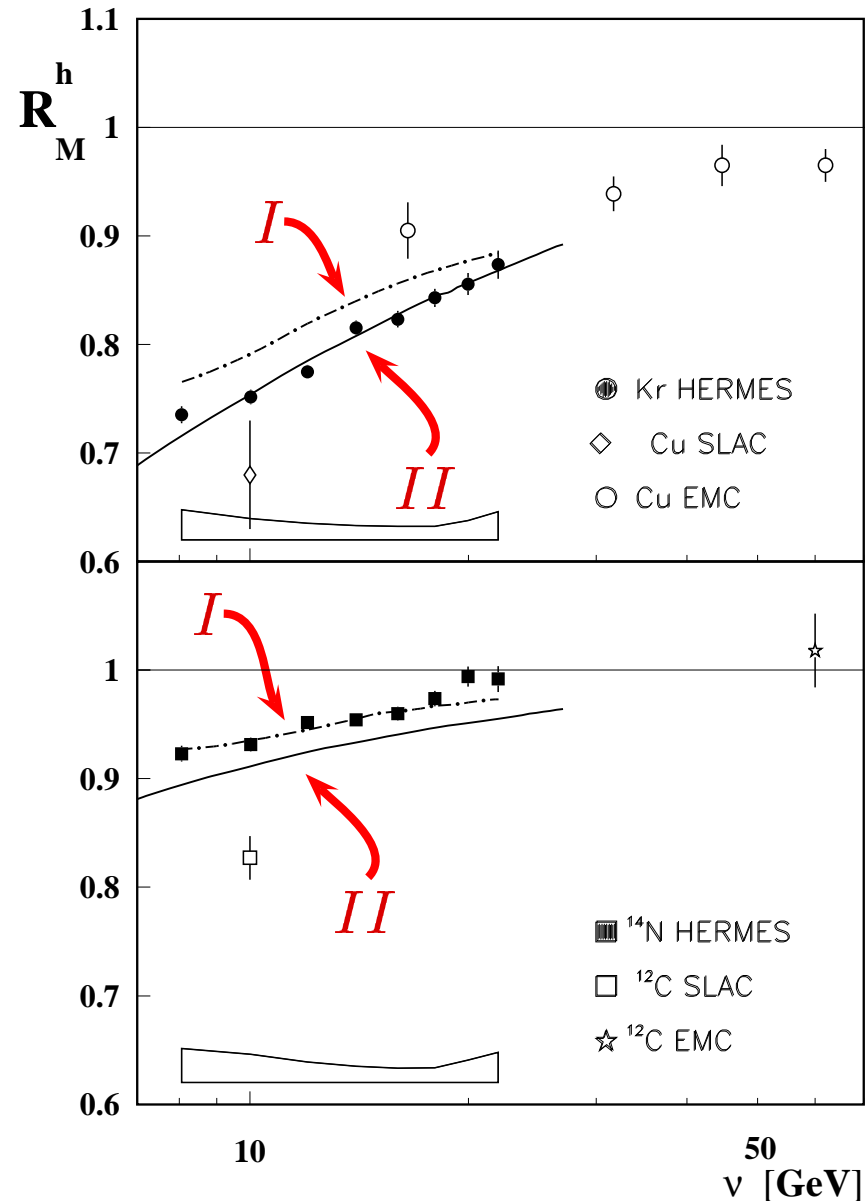 1.1
R_M^h
1
I
0.9
0.8
Kr HERMES
Cu SLAC
0.7
II
Cu EMC
0.6
I
1
0.9
0.8
II
¹⁴N HERMES
¹²C SLAC
0.7
¹²C EMC
0.6
10
50
ν [GeV]